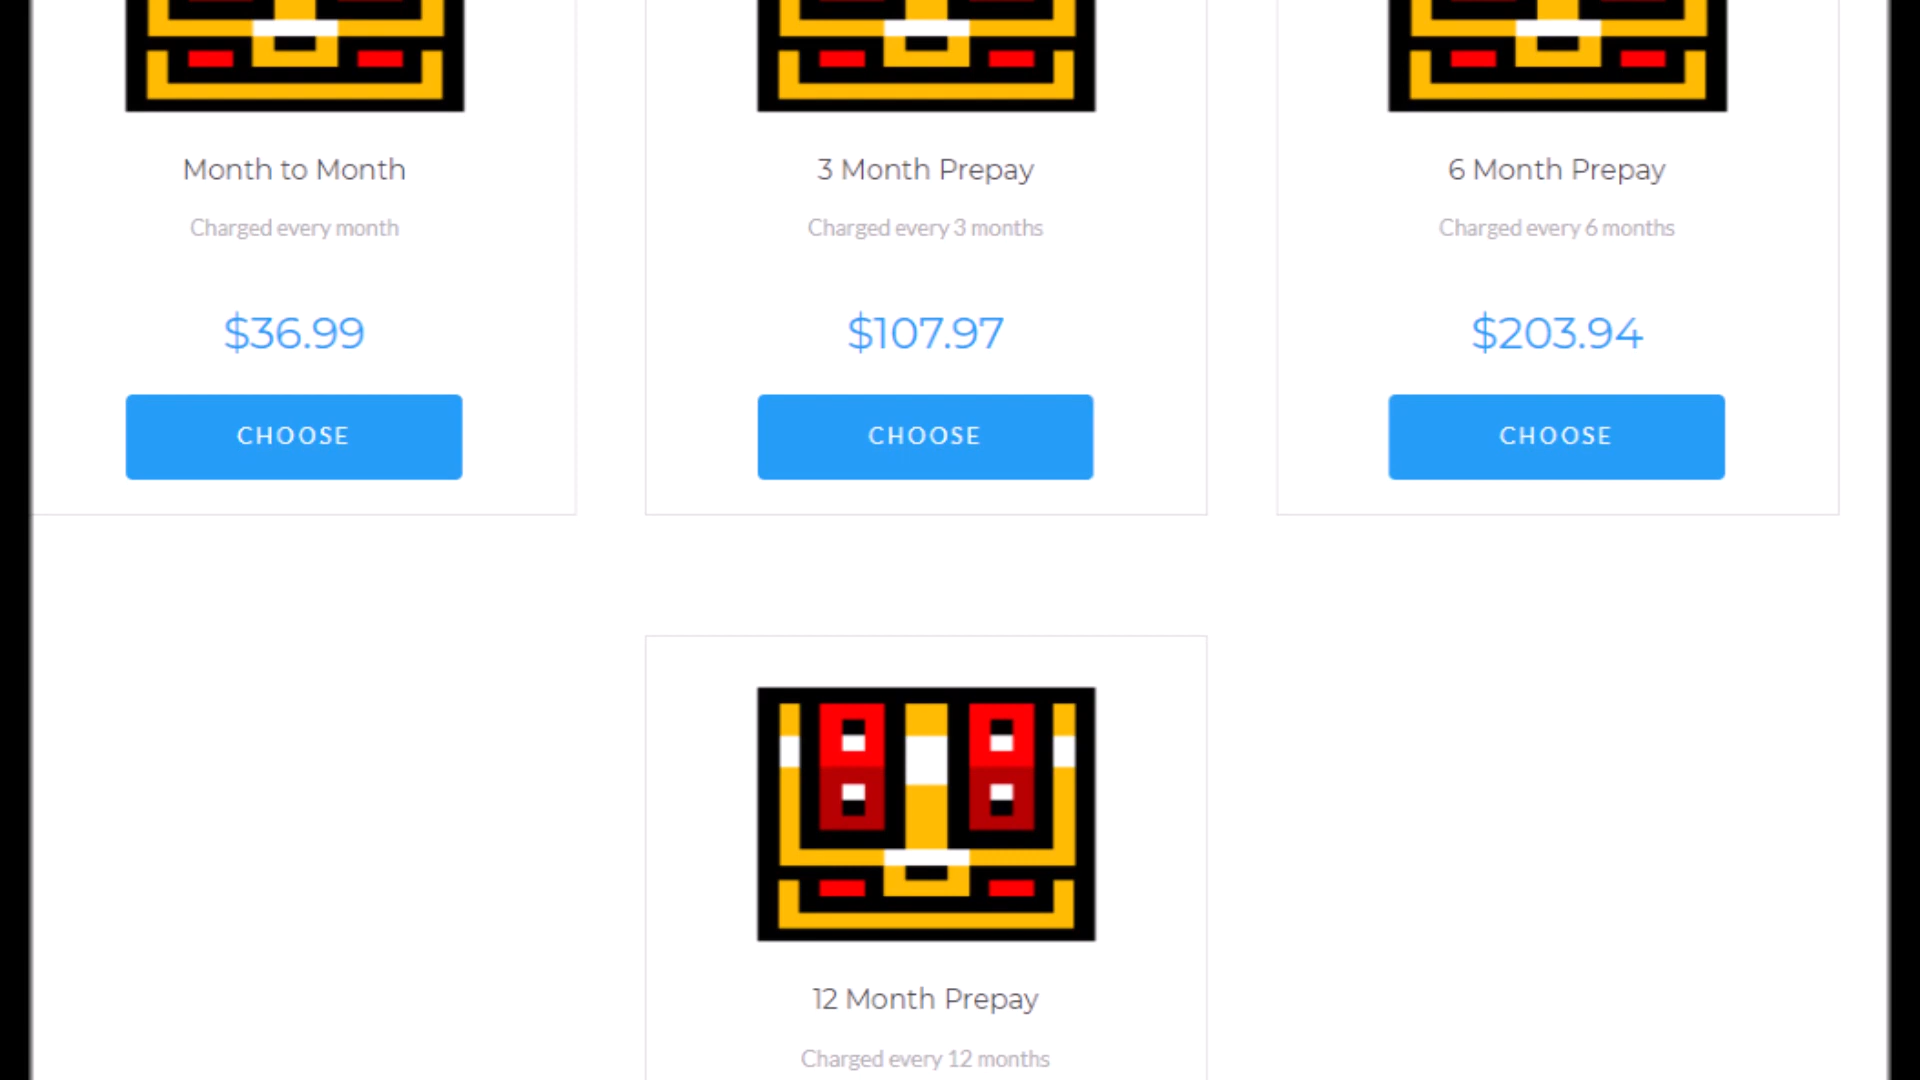 Month to Month
Charged every month
$36.99
CHOOSE
3 Month Prepay
Charged every 3 months
$107.97
CHOOSE
6 Month Prepay
Charged every 6 months
$203.94
CHOOSE
12 Month Prepay
Charged every 12 months